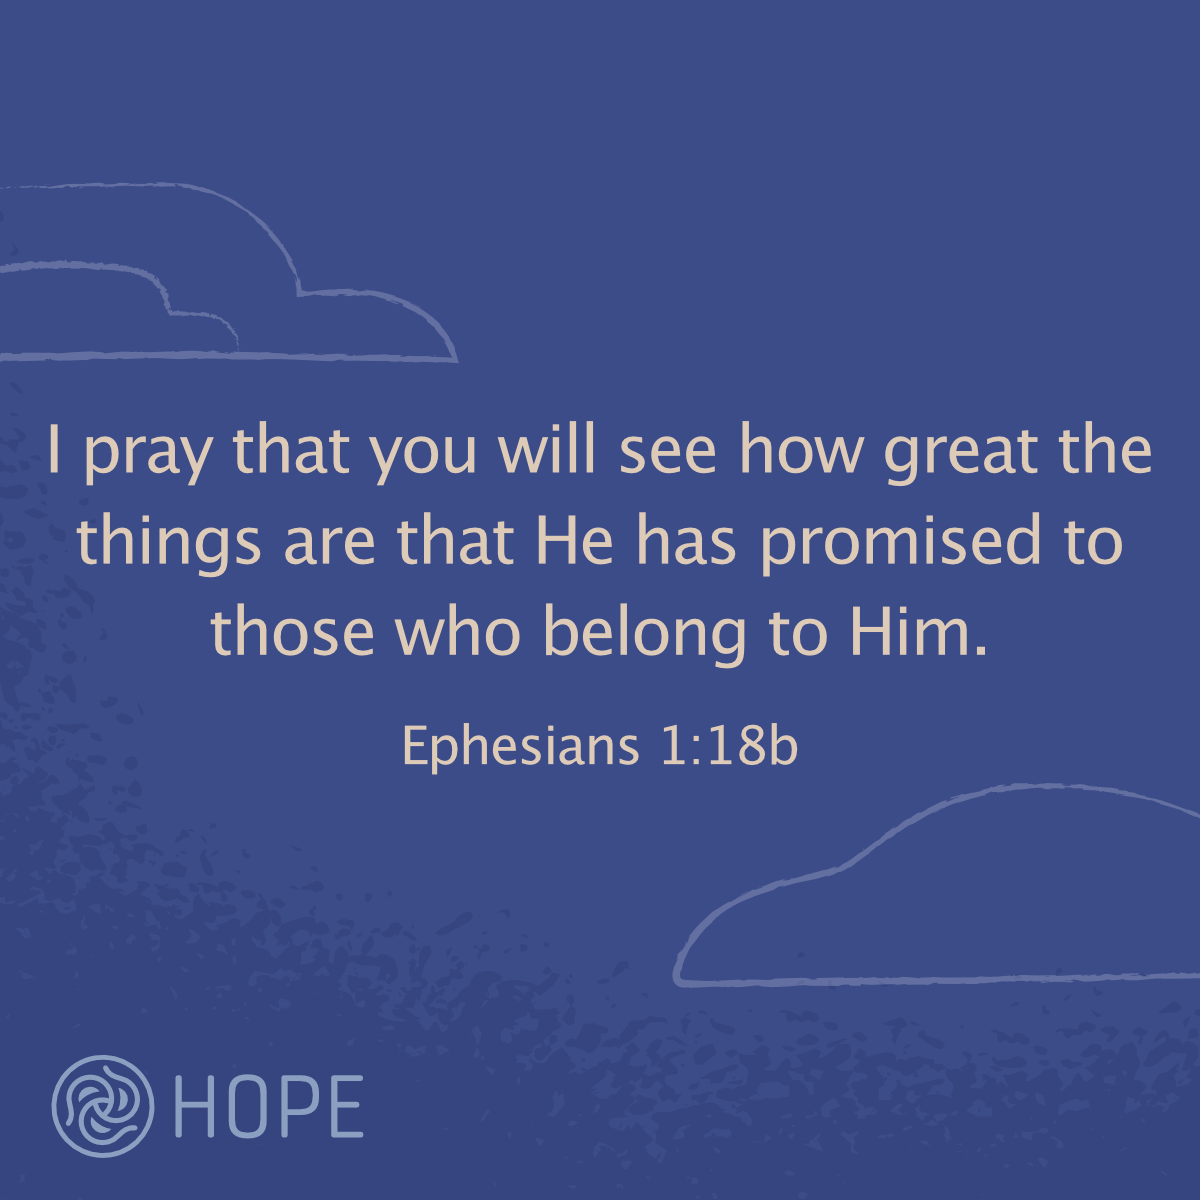 I pray that you will see how great the
things are that He has promised to
those who belong to Him.
Ephesians 1:18b
HOPE